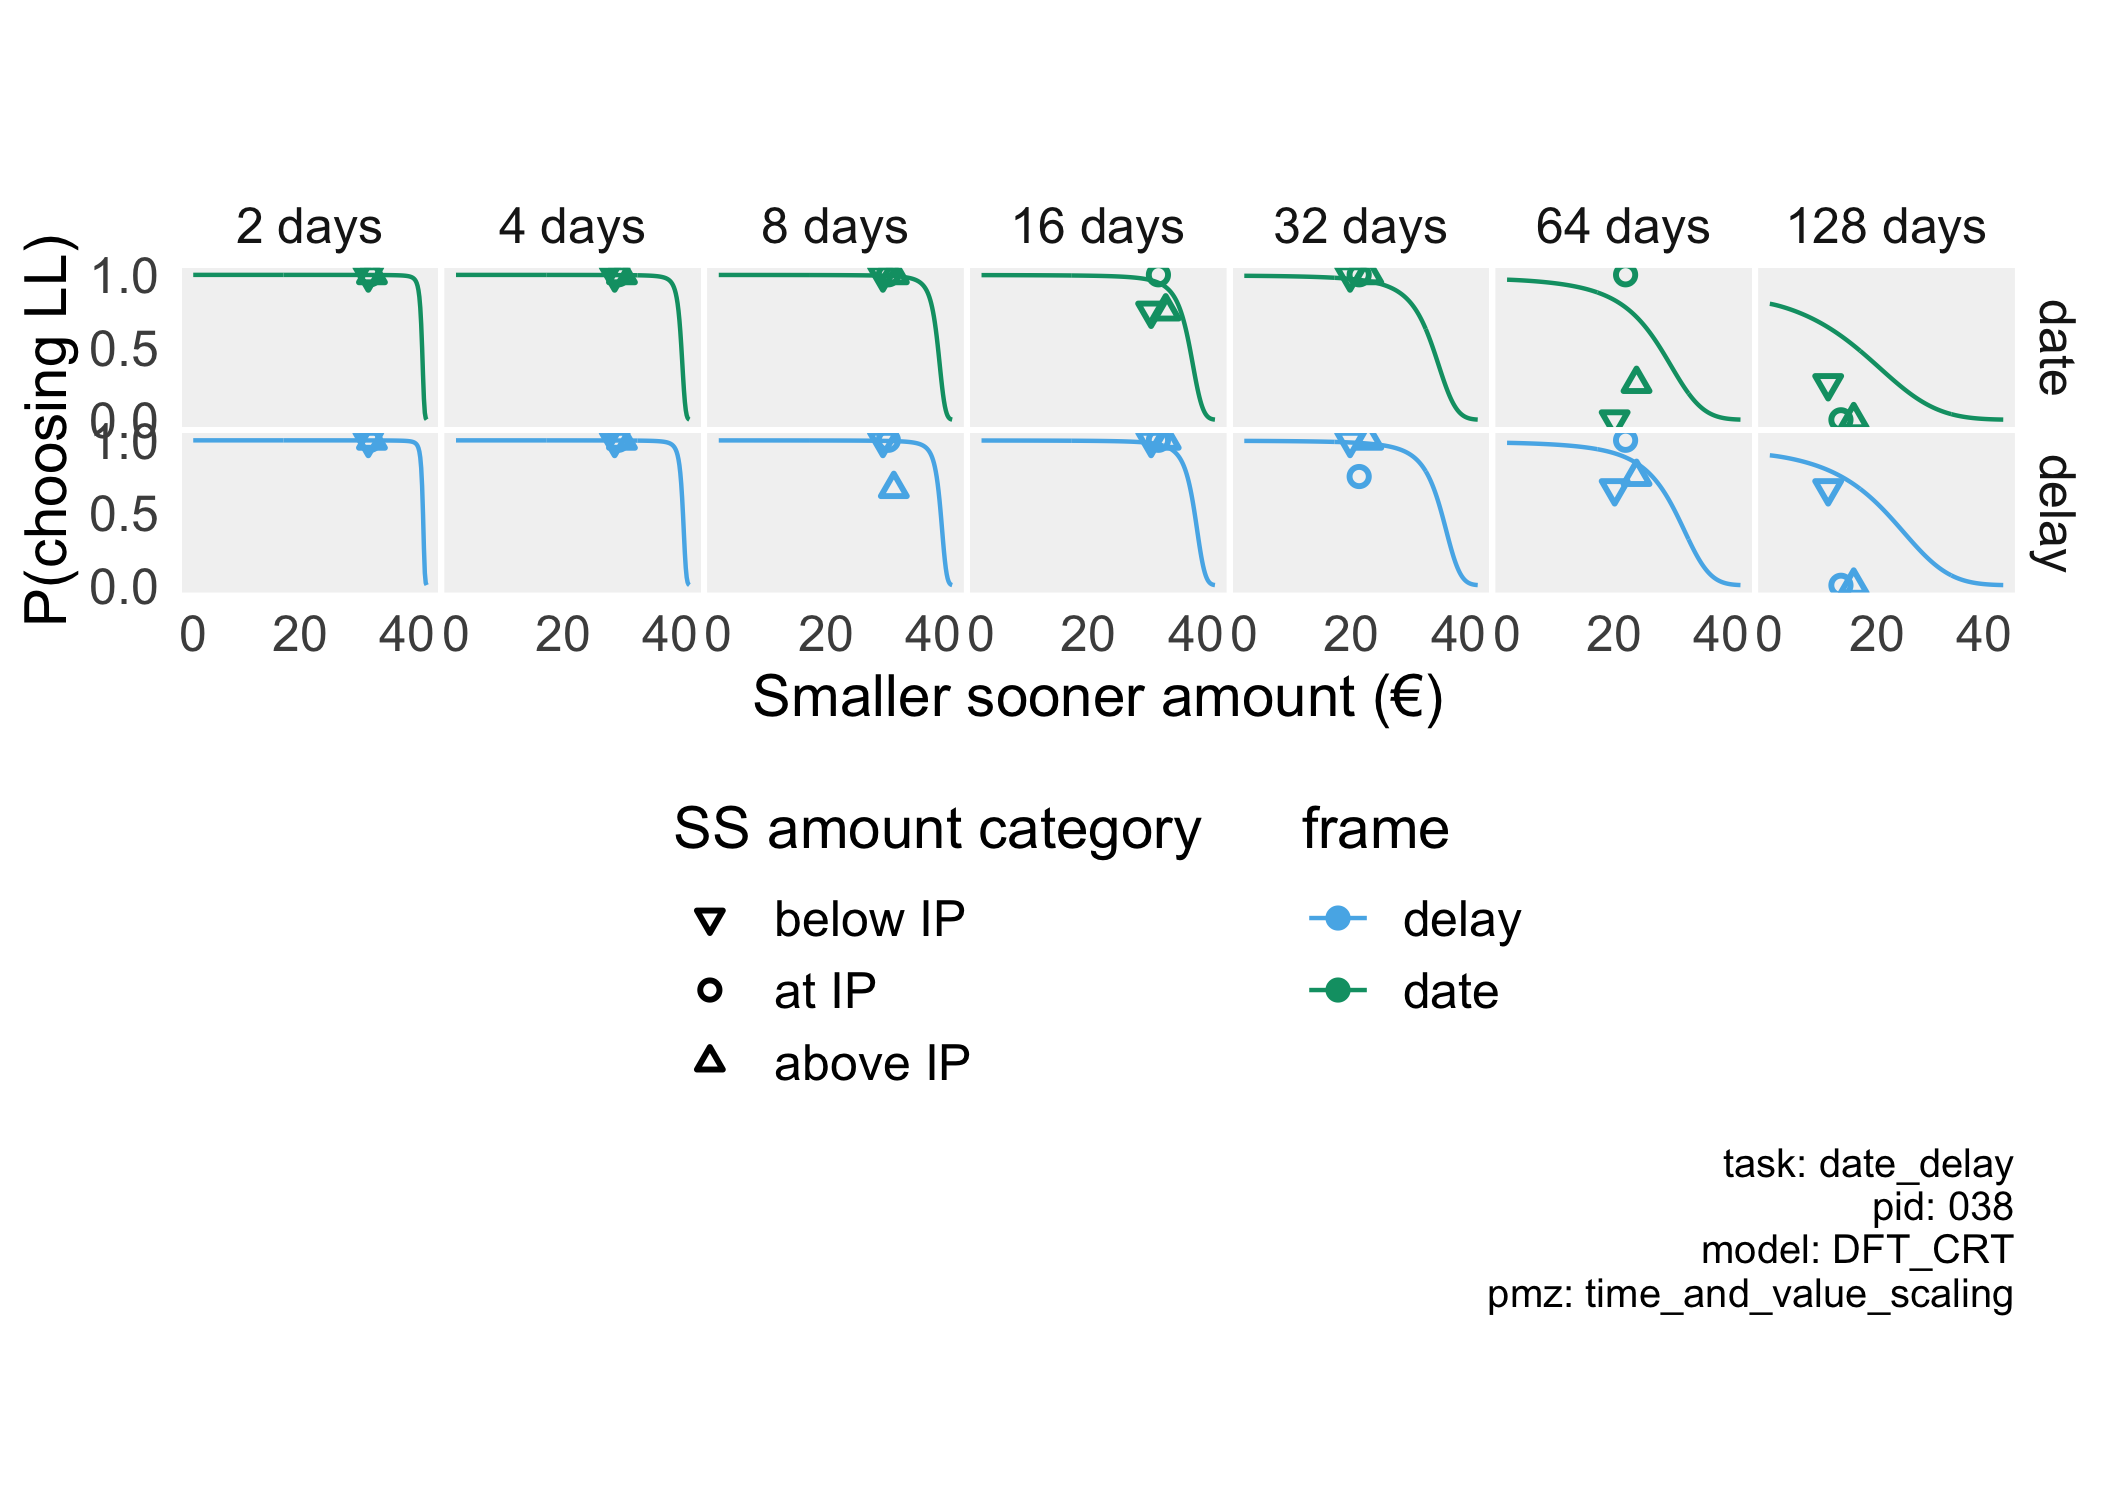 2 days 4 days 8 days 16 days 32 days 64 days 128 days
P(choosing LL)
1.0
0.5
0.0
date
1.0
0.5
0.0
delay
0 20 40 0 20 40 0 20 40 0 20 40 0 20 40 0 20 40 0 20 40
Smaller sooner amount (€)
SS amount category
below IP
at IP
above IP
frame
delay
date
task: date_delay
pid: 038
model: DFT_CRT
pmz: time_and_value_scaling